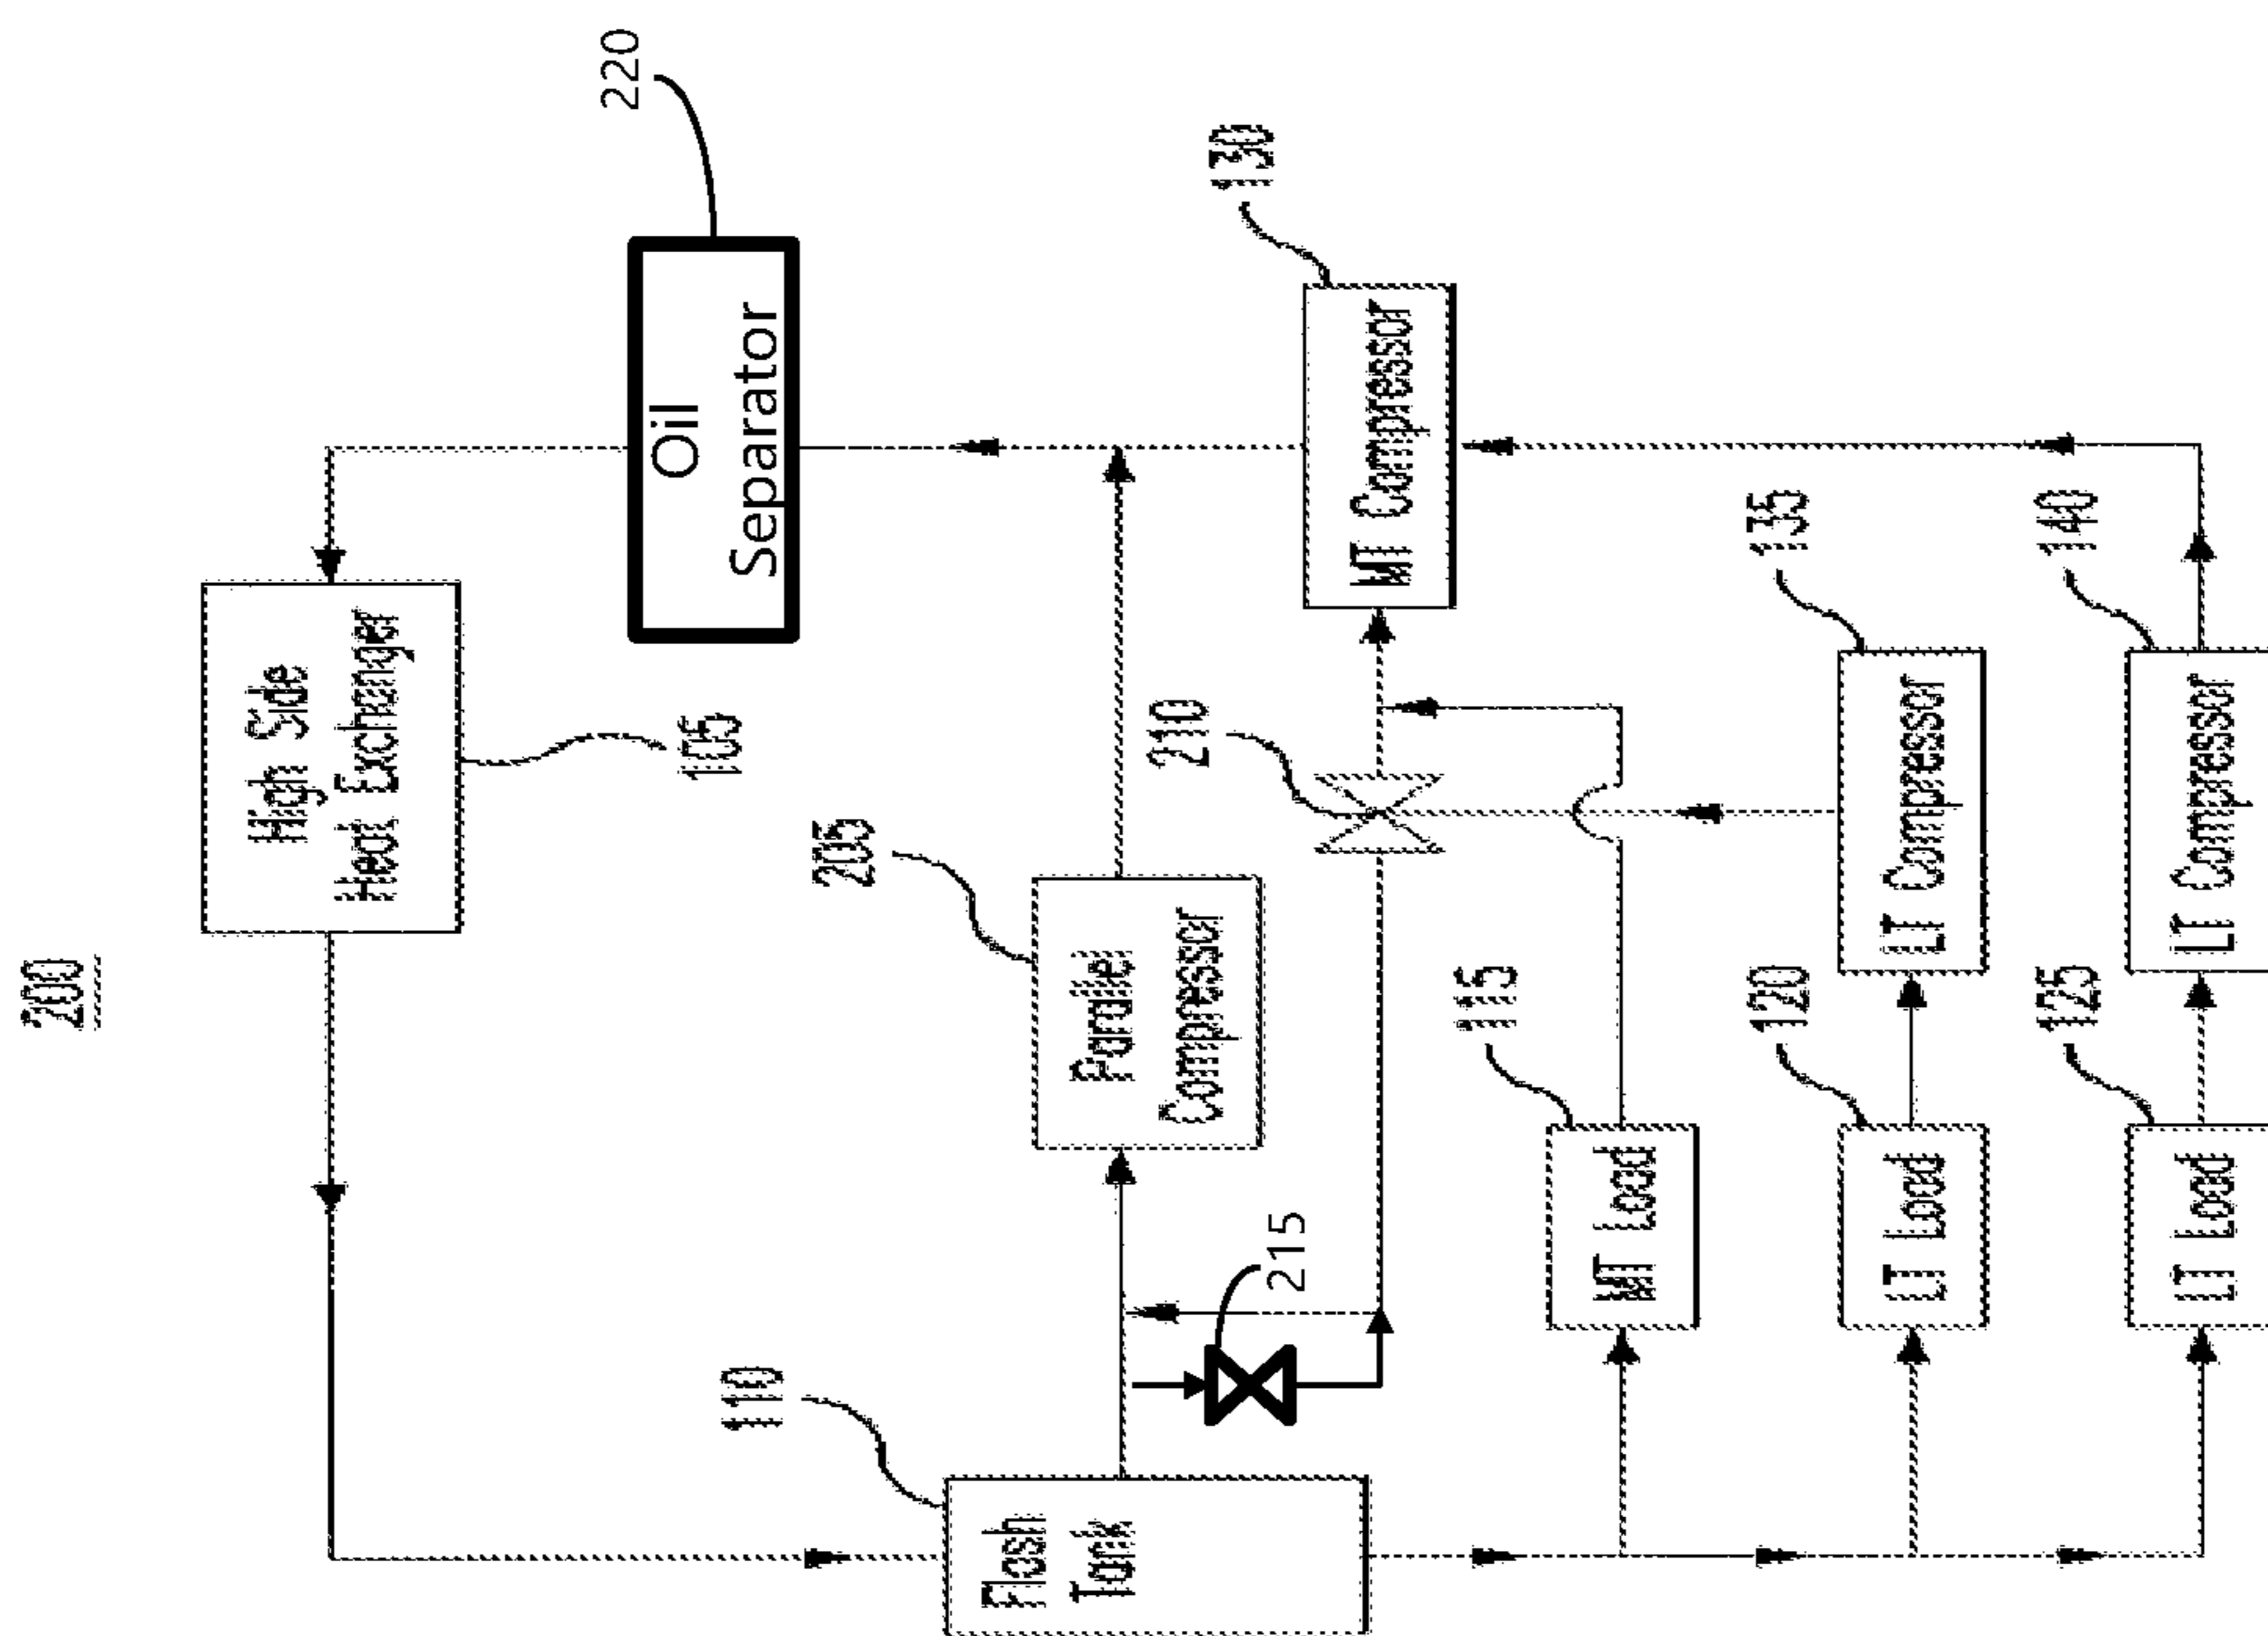 200
High Side
Heat Exchanger
220
Oil
Separator
105
110
205
Flash
Tank
Parallel
Compressor
210
130
215
MT Compressor
115
MT Load
120
135
LT Load
LT Compressor
125
140
LT Load
LT Compressor